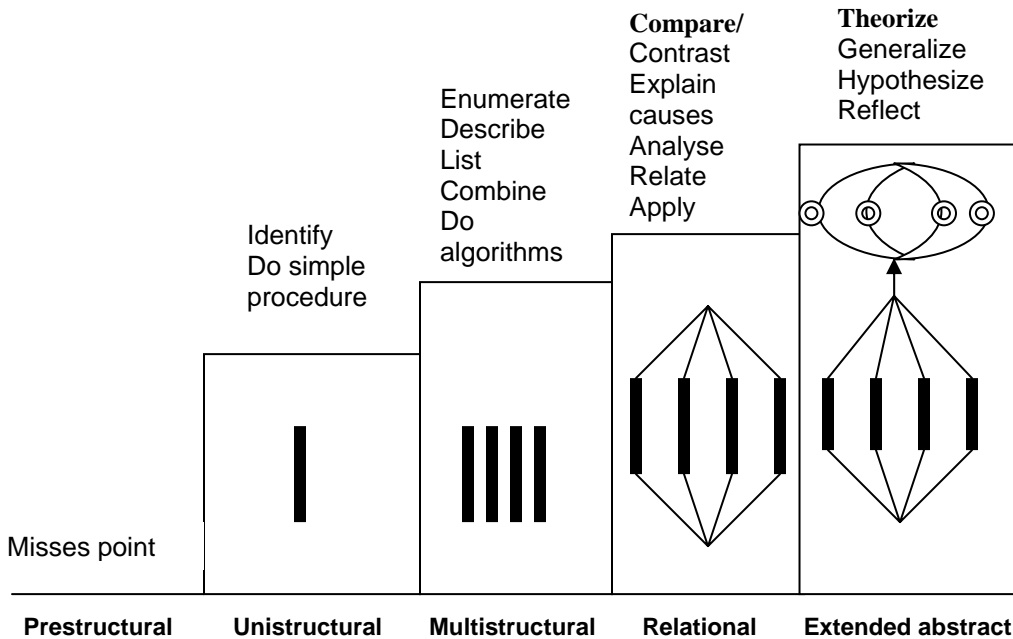 Misses point
Identify
Do simple
procedure
Enumerate
Describe
List
Combine
Do
algorithms
Compare/
Contrast
Explain
causes
Analyse
Relate
Apply
Theorize
Generalize
Hypothesize
Reflect
Prestructural
Unistructural
Multistructural
Relational
Extended abstract